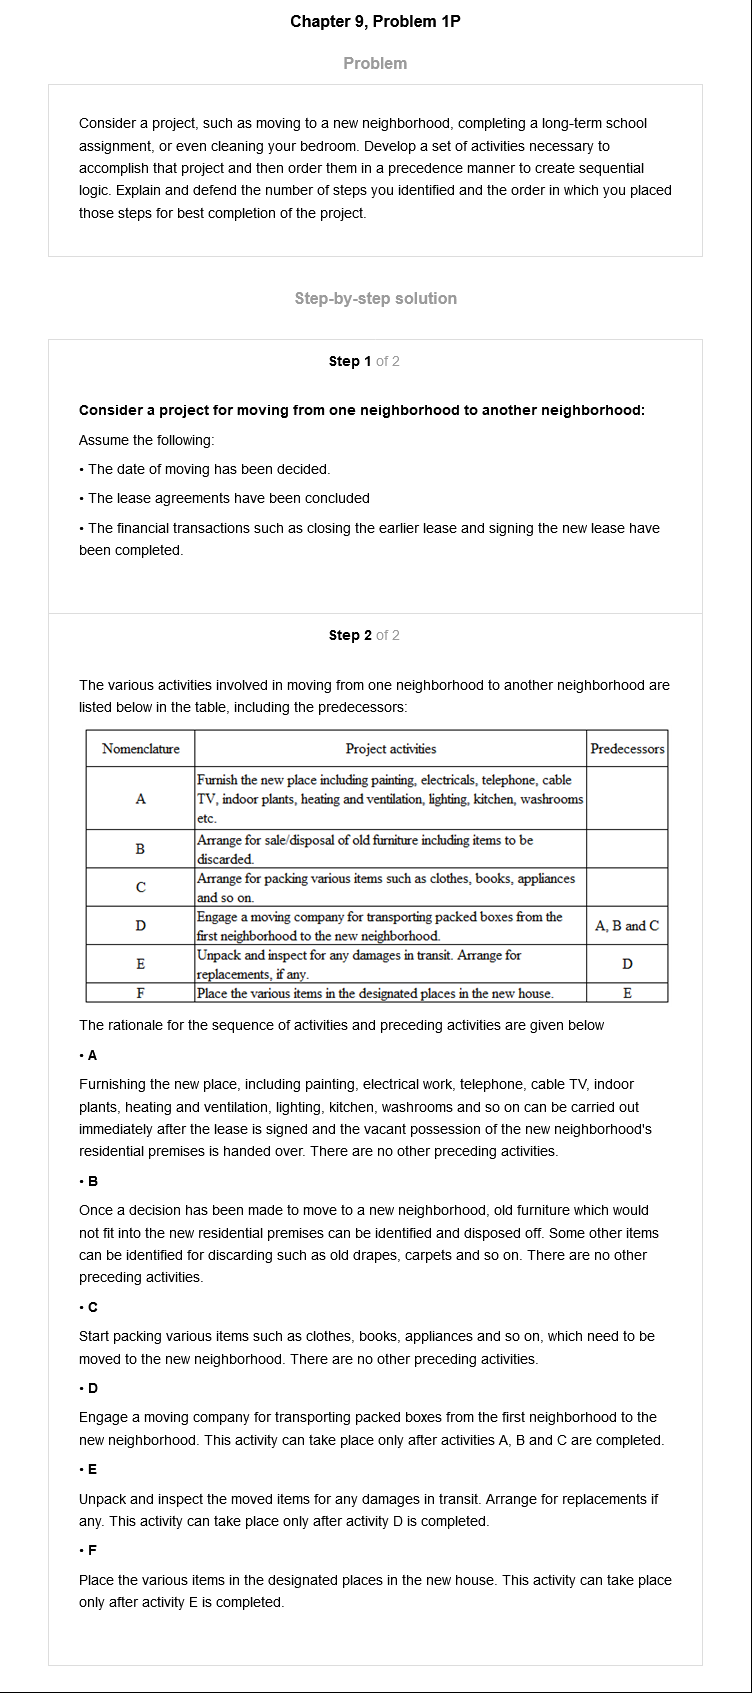 Chapter 9, Problem 1P
Problem
Consider a project, such as moving to a new neighborhood, completing a long-term school
assignment, or even cleaning your bedroom. Develop a set of activities necessary to
accomplish that project and then order them in a precedence manner to create sequential
logic. Explain and defend the number of steps you identified and the order in which you placed
those steps for best completion of the project.
Step-by-step solution
Step 1 of 2
Consider a project for moving from one neighborhood to another neighborhood:
Assume the following:
• The date of moving has been decided.
• The lease agreements have been concluded
• The financial transactions such as closing the earlier lease and signing the new lease have
been completed.
Step 2 of 2
The various activities involved in moving from one neighborhood to another neighborhood are
listed below in the table, including the predecessors:
Nomenclature Project activities Predecessors
Furnish the new place including painting, electricals, telephone, cable
A TV, indoor plants, heating and ventilation, lighting, kitchen, washrooms
etc.
B Arrange for sale/disposal of old furniture including items to be
discarded.
C Arrange for packing various items such as clothes, books, appliances
and so on.
D Engage a moving company for transporting packed boxes from the A, B and C
first neighborhood to the new neighborhood.
E Unpack and inspect for any damages in transit. Arrange for D
replacements, if any.
F Place the various items in the designated places in the new house. E
The rationale for the sequence of activities and preceding activities are given below
• A
Furnishing the new place, including painting, electrical work, telephone, cable TV, indoor
plants, heating and ventilation, lighting, kitchen, washrooms and so on can be carried out
immediately after the lease is signed and the vacant possession of the new neighborhood's
residential premises is handed over. There are no other preceding activities.
• B
Once a decision has been made to move to a new neighborhood, old furniture which would
not fit into the new residential premises can be identified and disposed off. Some other items
can be identified for discarding such as old drapes, carpets and so on. There are no other
preceding activities.
• C
Start packing various items such as clothes, books, appliances and so on, which need to be
moved to the new neighborhood. There are no other preceding activities.
• D
Engage a moving company for transporting packed boxes from the first neighborhood to the
new neighborhood. This activity can take place only after activities A, B and C are completed.
• E
Unpack and inspect the moved items for any damages in transit. Arrange for replacements if
any. This activity can take place only after activity D is completed.
• F
Place the various items in the designated places in the new house. This activity can take place
only after activity E is completed.